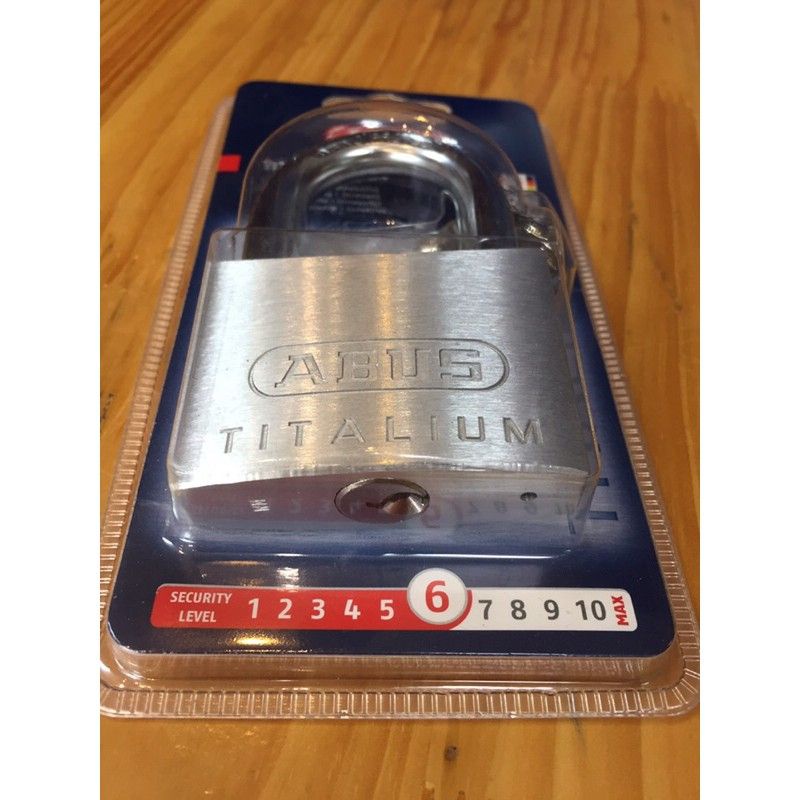 ABUS
TITALIUM
SECURITY LEVEL 1 2 3 4 5 6 7 8 9 10 MAX